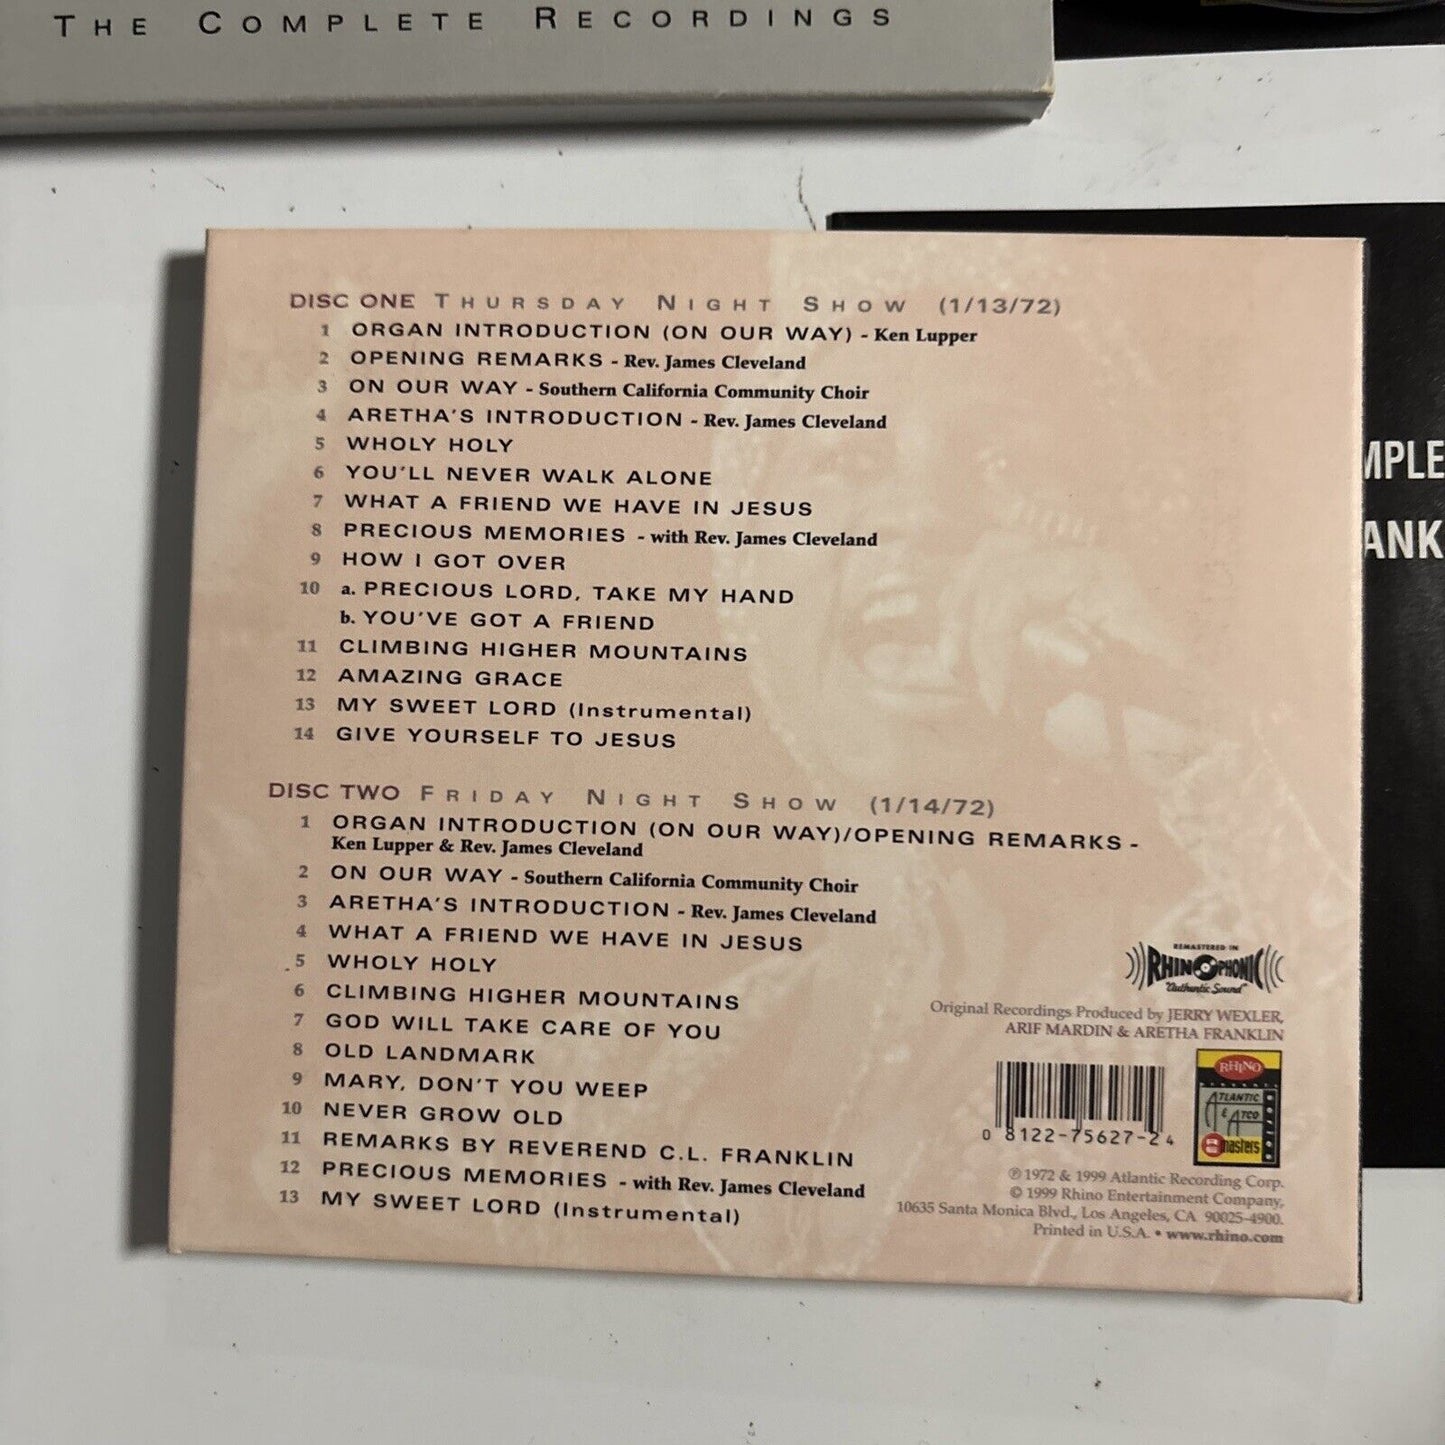 THE COMPLETE RECORDINGS
DISC ONE THURSDAY NIGHT SHOW (1/13/72)
1 ORGAN INTRODUCTION (ON OUR WAY) - Ken Lupper
2 OPENING REMARKS - Rev. James Cleveland
3 ON OUR WAY - Southern California Community Choir
4 ARETHA'S INTRODUCTION - Rev. James Cleveland
5 WHOLY HOLY
6 YOU'LL NEVER WALK ALONE
7 WHAT A FRIEND WE HAVE IN JESUS
8 PRECIOUS MEMORIES - with Rev. James Cleveland
9 HOW I GOT OVER
10 a. PRECIOUS LORD, TAKE MY HAND
b. YOU'VE GOT A FRIEND
11 CLIMBING HIGHER MOUNTAINS
12 AMAZING GRACE
13 MY SWEET LORD (Instrumental)
14 GIVE YOURSELF TO JESUS
DISC TWO FRIDAY NIGHT SHOW (1/14/72)
1 ORGAN INTRODUCTION (ON OUR WAY)/OPENING REMARKS -
Ken Lupper & Rev. James Cleveland
2 ON OUR WAY - Southern California Community Choir
3 ARETHA'S INTRODUCTION - Rev. James Cleveland
4 WHAT A FRIEND WE HAVE IN JESUS
5 WHOLY HOLY
6 CLIMBING HIGHER MOUNTAINS
7 GOD WILL TAKE CARE OF YOU
8 OLD LANDMARK
9 MARY, DON'T YOU WEEP
10 NEVER GROW OLD
11 REMARKS BY REVEREND C.L. FRANKLIN
12 PRECIOUS MEMORIES - with Rev. James Cleveland
13 MY SWEET LORD (Instrumental)
REMASTERED IN
RHINOPHONIC
"Authentic Sound"
Original Recordings Produced by JERRY WEXLER,
ARIF MARDIN & ARETHA FRANKLIN
0 8122-75627-2 4
RHINO
PRESENTS
ATLANTIC
& ATCO
masters
℗ 1972 & 1999 Atlantic Recording Corp.
© 1999 Rhino Entertainment Company,
10635 Santa Monica Blvd., Los Angeles, CA 90025-4900.
Printed in U.S.A. • www.rhino.com
MPLE
ANK